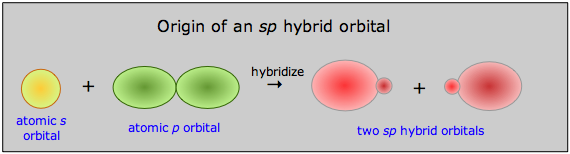 Origin of an sp hybrid orbital
+
hybridize
→
+
atomic s
orbital
atomic p orbital
two sp hybrid orbitals